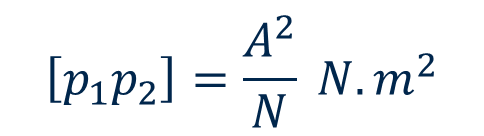 [p₁p₂] = A²/N N.m²